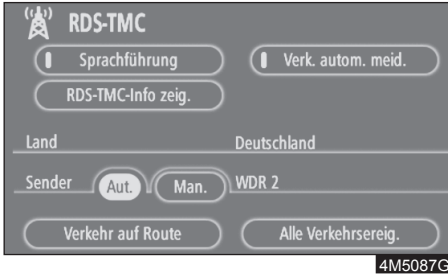 RDS-TMC
Sprachführung
Verk. autom. meid.
RDS-TMC-Info zeig.
Land Deutschland
Sender Aut. Man. WDR 2
Verkehr auf Route Alle Verkehrsereig.
4M5087G